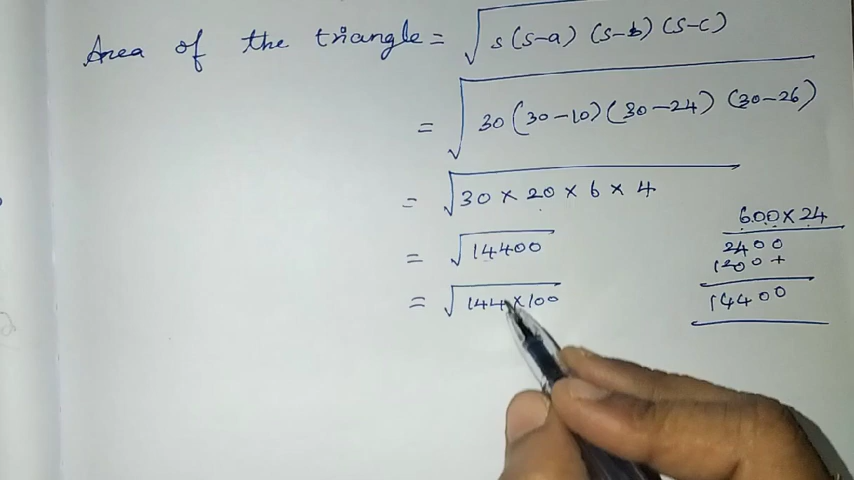 Area of the triangle = √s(s-a) (s-b) (s-c)
= √30(30-10)(30-24) (30-26)
= √30 × 20 × 6 × 4
= √14400
= √144×100
600×24
2400
1200+
14400